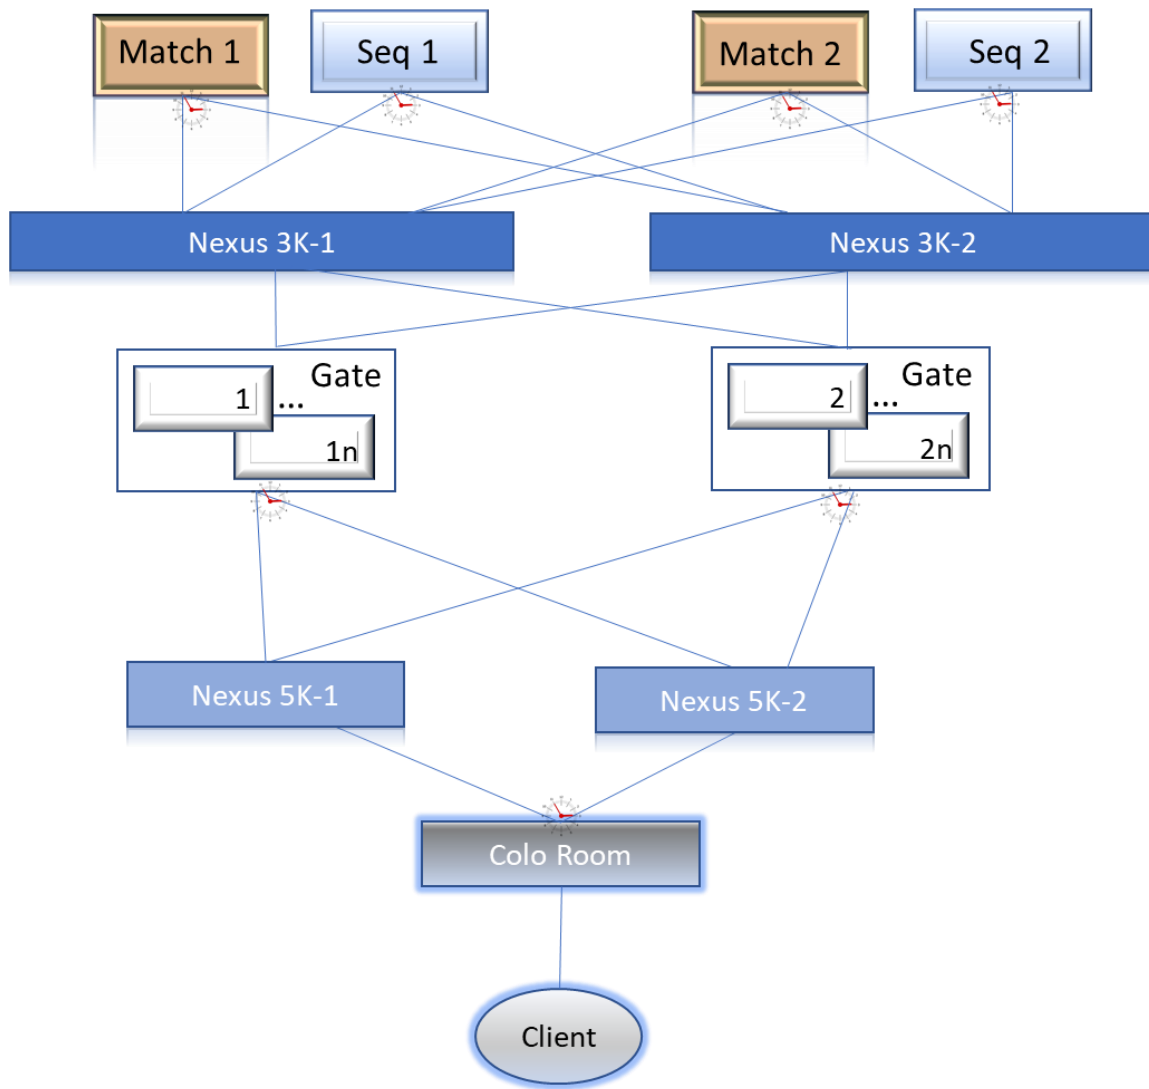 Match 1
Seq 1
Match 2
Seq 2
Nexus 3K-1
Nexus 3K-2
Gate
1 ...
1n
Gate
2 ...
2n
Nexus 5K-1
Nexus 5K-2
Colo Room
Client